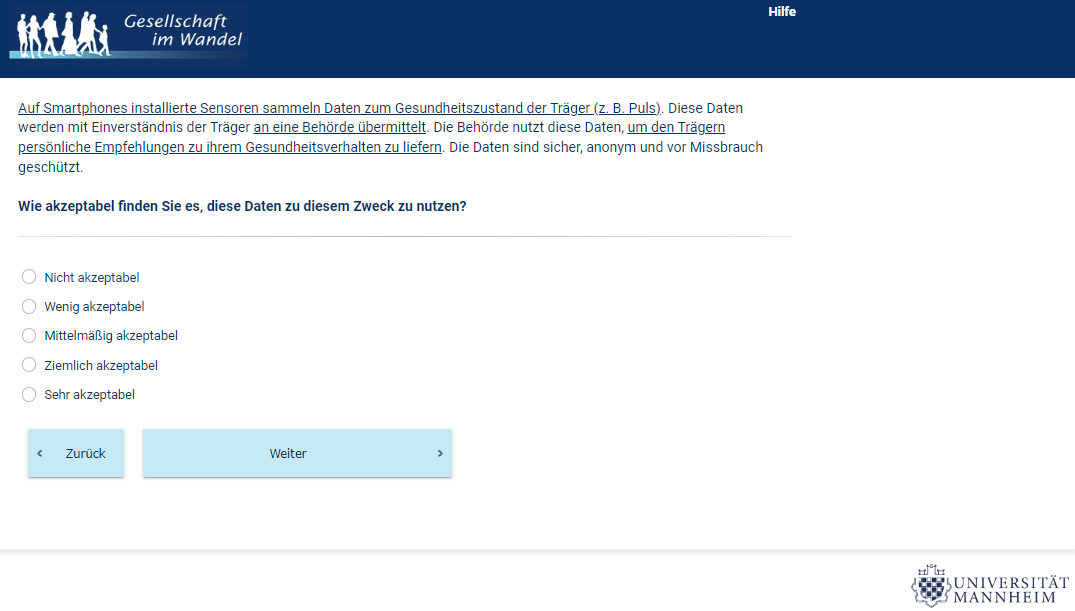 Gesellschaft
im Wandel
Hilfe
Auf Smartphones installierte Sensoren sammeln Daten zum Gesundheitszustand der Träger (z. B. Puls). Diese Daten
werden mit Einverständnis der Träger an eine Behörde übermittelt. Die Behörde nutzt diese Daten, um den Trägern
persönliche Empfehlungen zu ihrem Gesundheitsverhalten zu liefern. Die Daten sind sicher, anonym und vor Missbrauch
geschützt.
Wie akzeptabel finden Sie es, diese Daten zu diesem Zweck zu nutzen?
Nicht akzeptabel
Wenig akzeptabel
Mittelmäßig akzeptabel
Ziemlich akzeptabel
Sehr akzeptabel
‹ Zurück
Weiter ›
UNIVERSITÄT
MANNHEIM